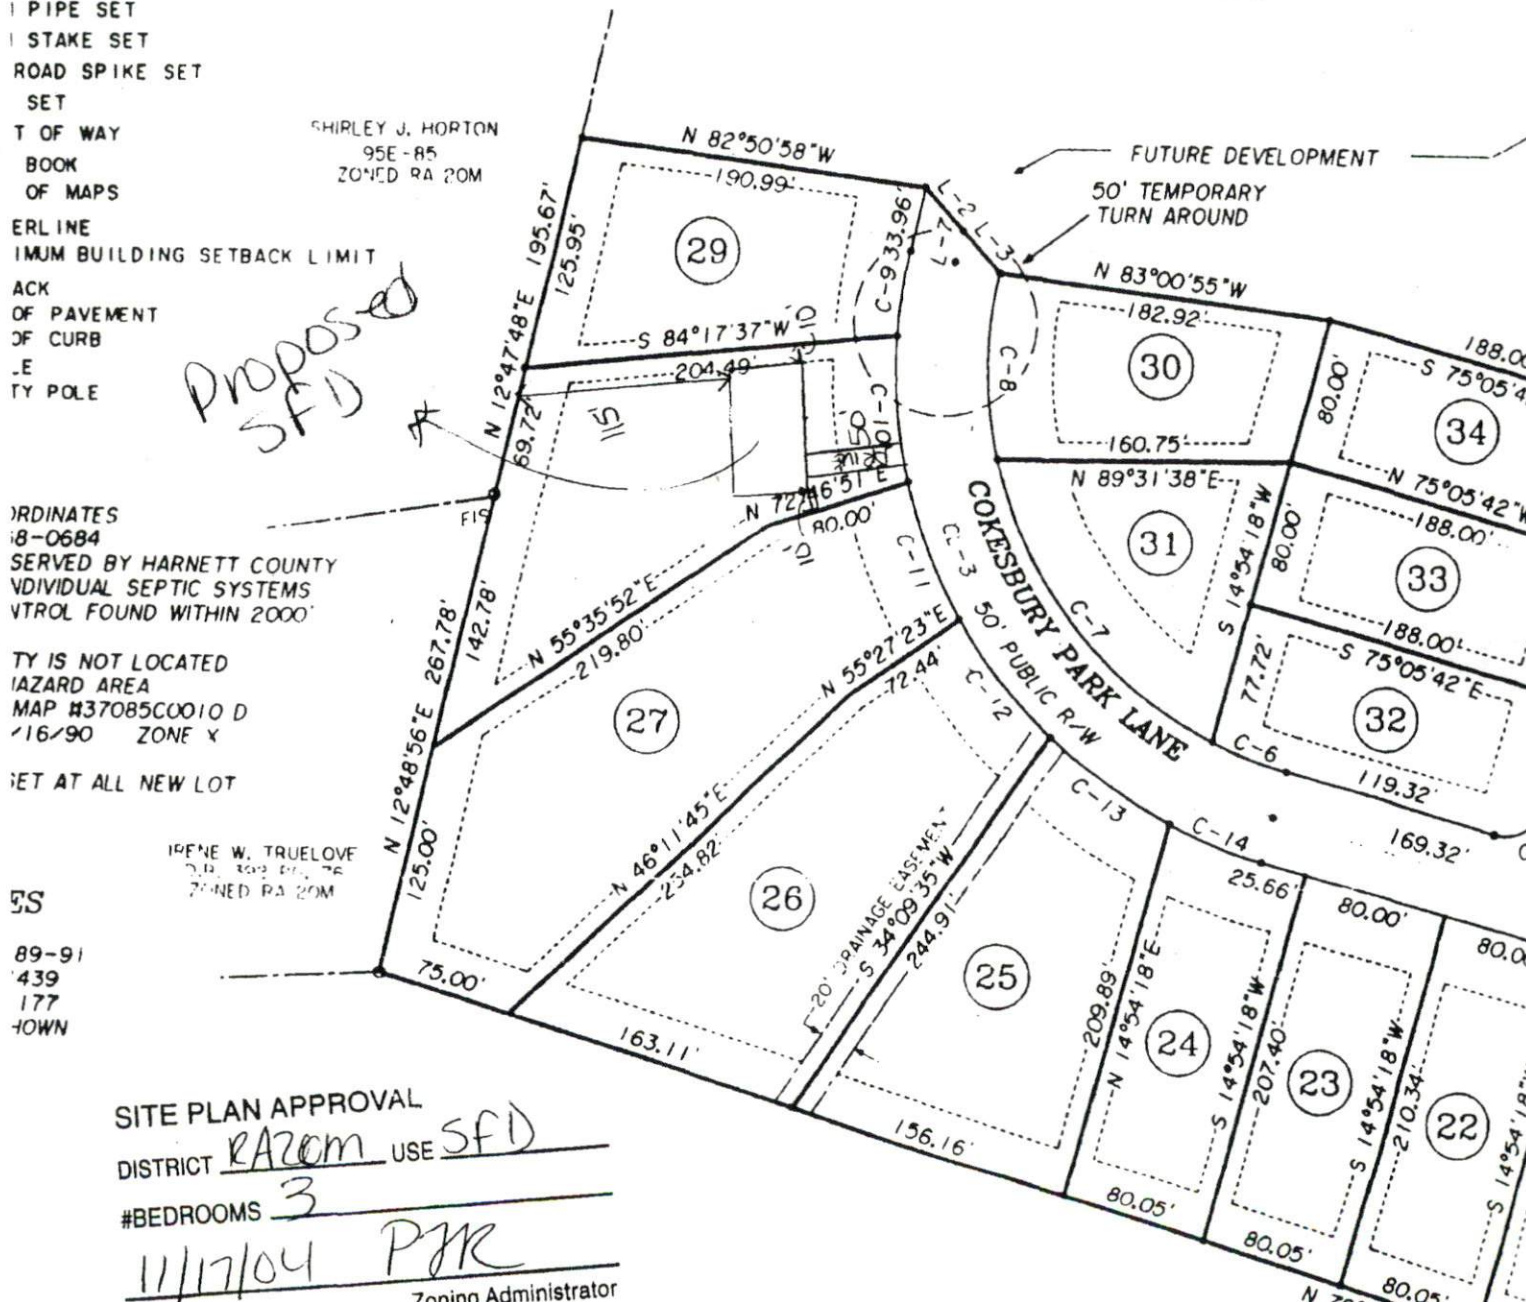 PIPE SET
STAKE SET
ROAD SPIKE SET
SET
T OF WAY
BOOK
OF MAPS
ERLINE
IMUM BUILDING SETBACK LIMIT
ACK
OF PAVEMENT
OF CURB
LE
TY POLE
SHIRLEY J. HORTON
95E-85
ZONED RA 20M
Proposed
SFD
ORDINATES
8-0684
SERVED BY HARNETT COUNTY
NDIVIDUAL SEPTIC SYSTEMS
NTROL FOUND WITHIN 2000'
TY IS NOT LOCATED
HAZARD AREA
MAP #37085C0010 D
/16/90 ZONE X
SET AT ALL NEW LOT
IRENE W. TRUELOVE
ZONED RA 20M
ES
89-91
439
177
HOWN
SITE PLAN APPROVAL
DISTRICT RA20M USE SFD
#BEDROOMS 3
11/17/04 PJR
Zoning Administrator
N 82°50'58"W
190.99'
29
195.67'
125.95'
N 12°47'48"E
69.72'
33.96'
C-9
L-7
L-2
L-3
FUTURE DEVELOPMENT
50' TEMPORARY
TURN AROUND
S 84°17'37"W
204.49'
10'
115'
C-10
50'
DRIVE
N 72°46'51"E
80.00'
10'
FIS
N 83°00'55"W
182.92'
30
C-8
160.75'
80.00'
188.00
S 75°05'4
34
N 89°31'38"E
31
N 75°05'42"W
188.00'
33
80.00'
S 14°54'18"W
188.00'
S 75°05'42"E
32
77.72'
C-6
119.32'
169.32'
COKESBURY PARK LANE
50' PUBLIC R/W
CL-3
C-7
C-11
C-12
C-13
C-14
N 55°35'52"E
219.80'
142.78'
267.78'
N 12°48'56"E
125.00'
27
N 55°27'23"E
72.44'
N 46°11'45"E
234.82'
26
75.00'
163.11'
20' DRAINAGE EASEMENT
S 34°09'35"W
244.91'
25
156.16'
209.89'
N 14°54'18"E
24
80.05'
25.66'
S 14°54'18"W
207.40'
23
80.05'
80.00'
S 14°54'18"W
210.34'
22
80.05'
80.00
S 14°54'18"W